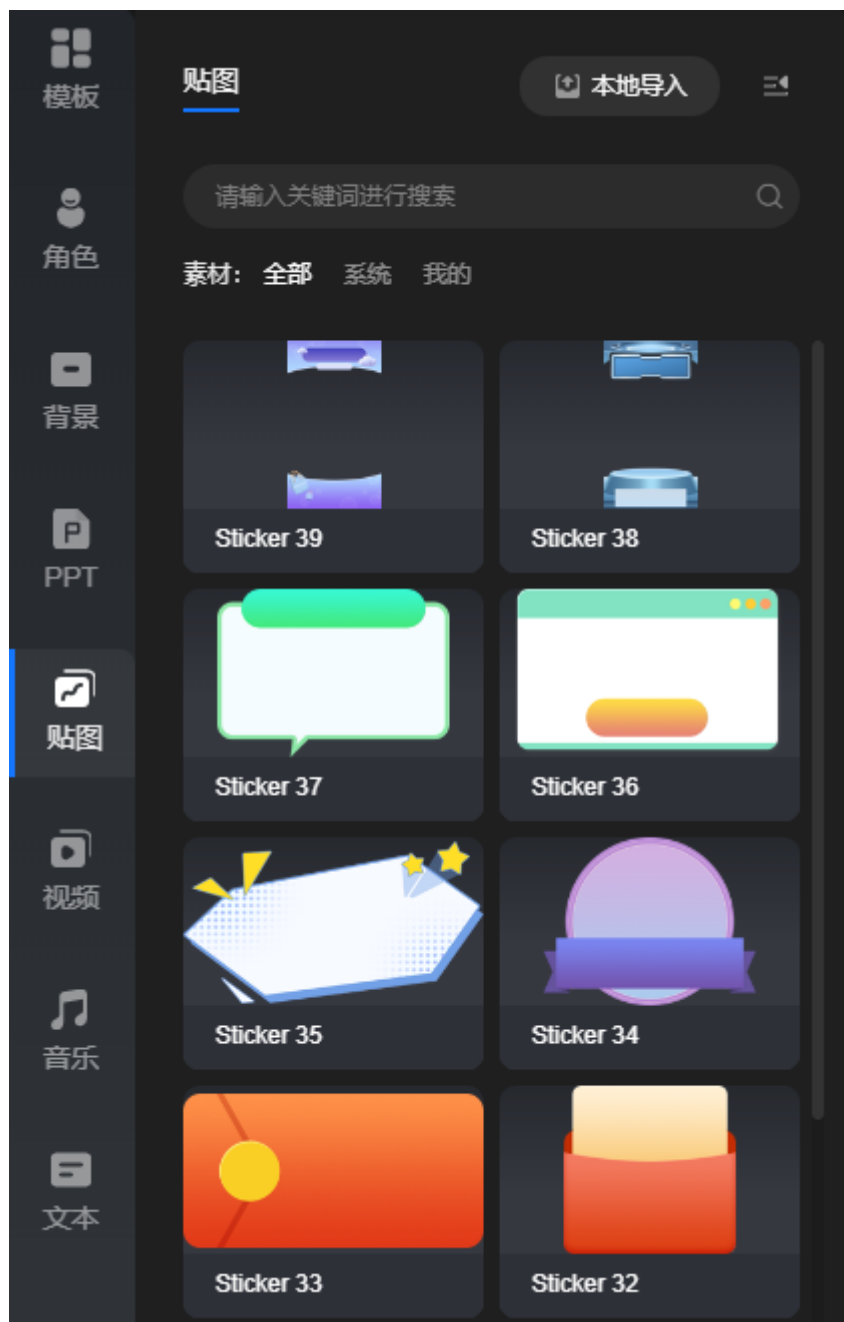 模板
角色
背景
PPT
贴图
视频
音乐
文本
贴图
本地导入
请输入关键词进行搜索
素材： 全部 系统 我的
Sticker 39
Sticker 38
Sticker 37
Sticker 36
Sticker 35
Sticker 34
Sticker 33
Sticker 32